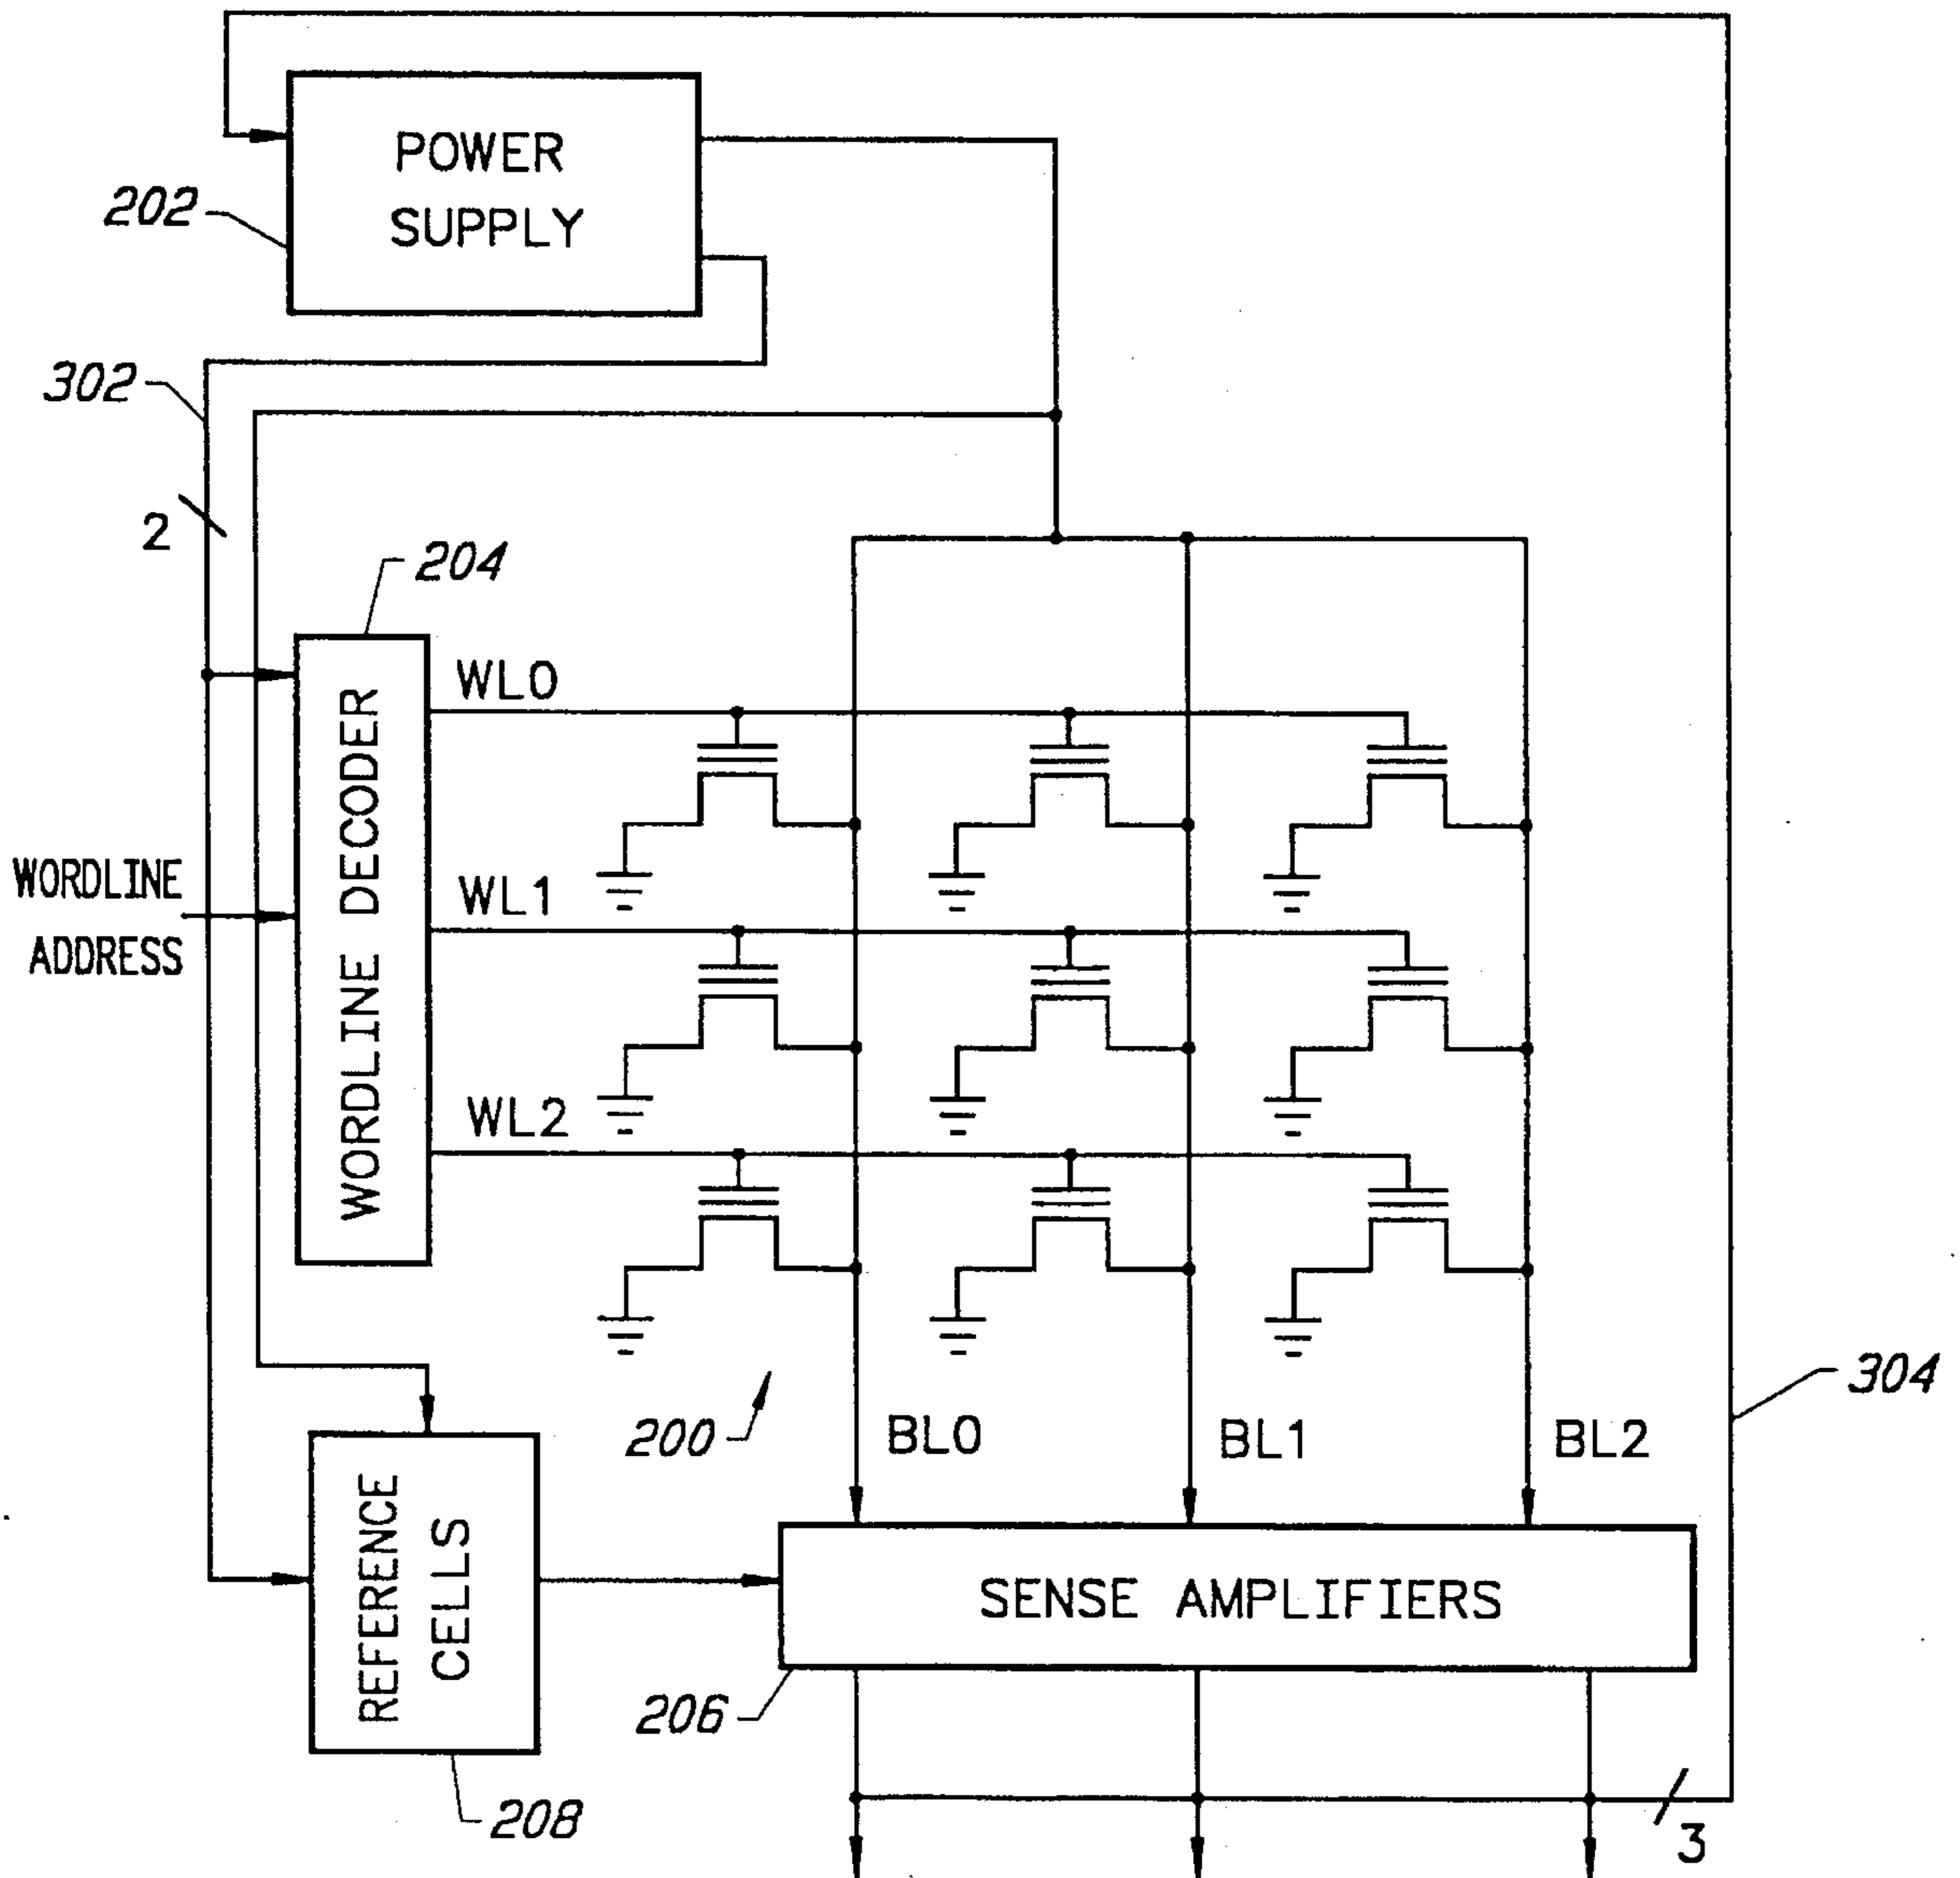 POWER
SUPPLY
202
302
2
204
WL0
WORDLINE DECODER
WORDLINE
ADDRESS
WL1
WL2
304
200
BL0
BL1
BL2
REFERENCE
CELLS
SENSE AMPLIFIERS
206
208
3